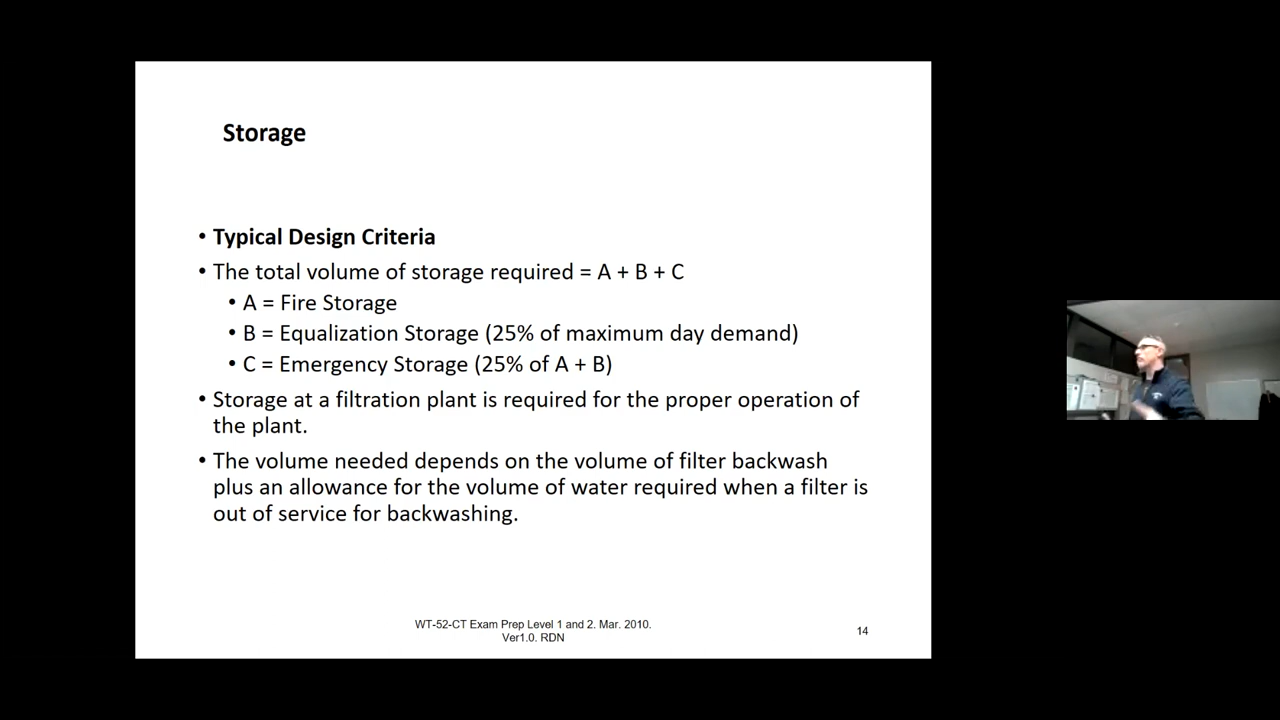 Storage
• Typical Design Criteria
• The total volume of storage required = A + B + C
• A = Fire Storage
• B = Equalization Storage (25% of maximum day demand)
• C = Emergency Storage (25% of A + B)
• Storage at a filtration plant is required for the proper operation of
the plant.
• The volume needed depends on the volume of filter backwash
plus an allowance for the volume of water required when a filter is
out of service for backwashing.
WT-52-CT Exam Prep Level 1 and 2. Mar. 2010.
Ver1.0. RDN
14